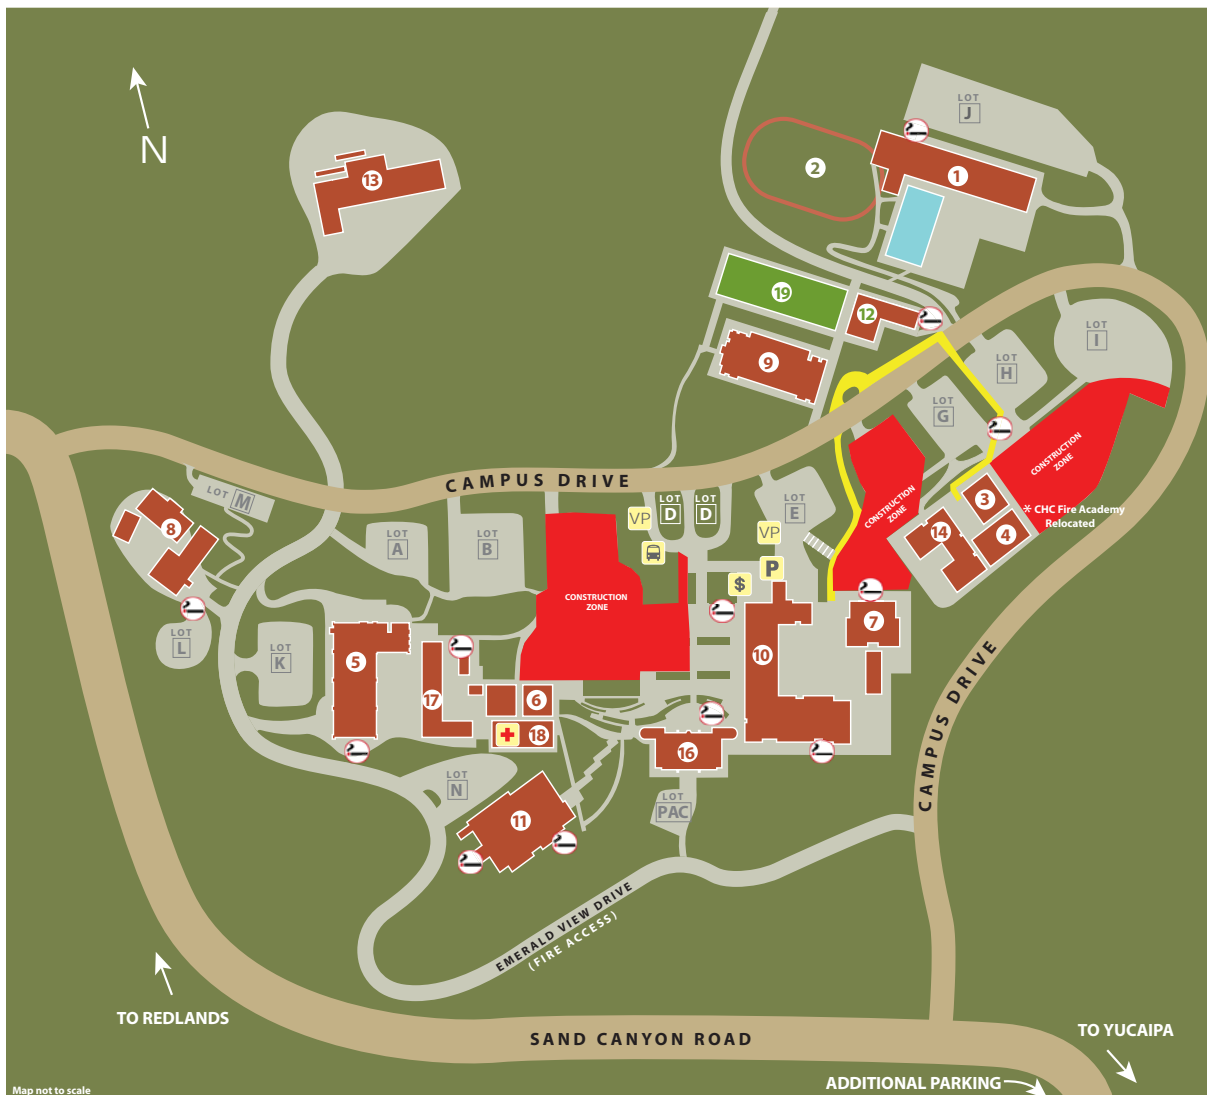 LOT
J
N
13
2
1
19
12
LOT
I
9
LOT
H
LOT
G
CONSTRUCTION
ZONE
CAMPUS DRIVE
LOT M
8
LOT
A
LOT
B
VP
LOT
D
LOT
D
LOT
E
VP
CONSTRUCTION
ZONE
3
* CHC Fire Academy
Relocated
14
4
P
$
CONSTRUCTION
ZONE
7
LOT
L
LOT
K
5
10
17
6
18
16
CAMPUS DRIVE
LOT
N
LOT
PAC
11
EMERALD VIEW DRIVE
(FIRE ACCESS)
TO REDLANDS
SAND CANYON ROAD
TO YUCAIPA
ADDITIONAL PARKING
Map not to scale